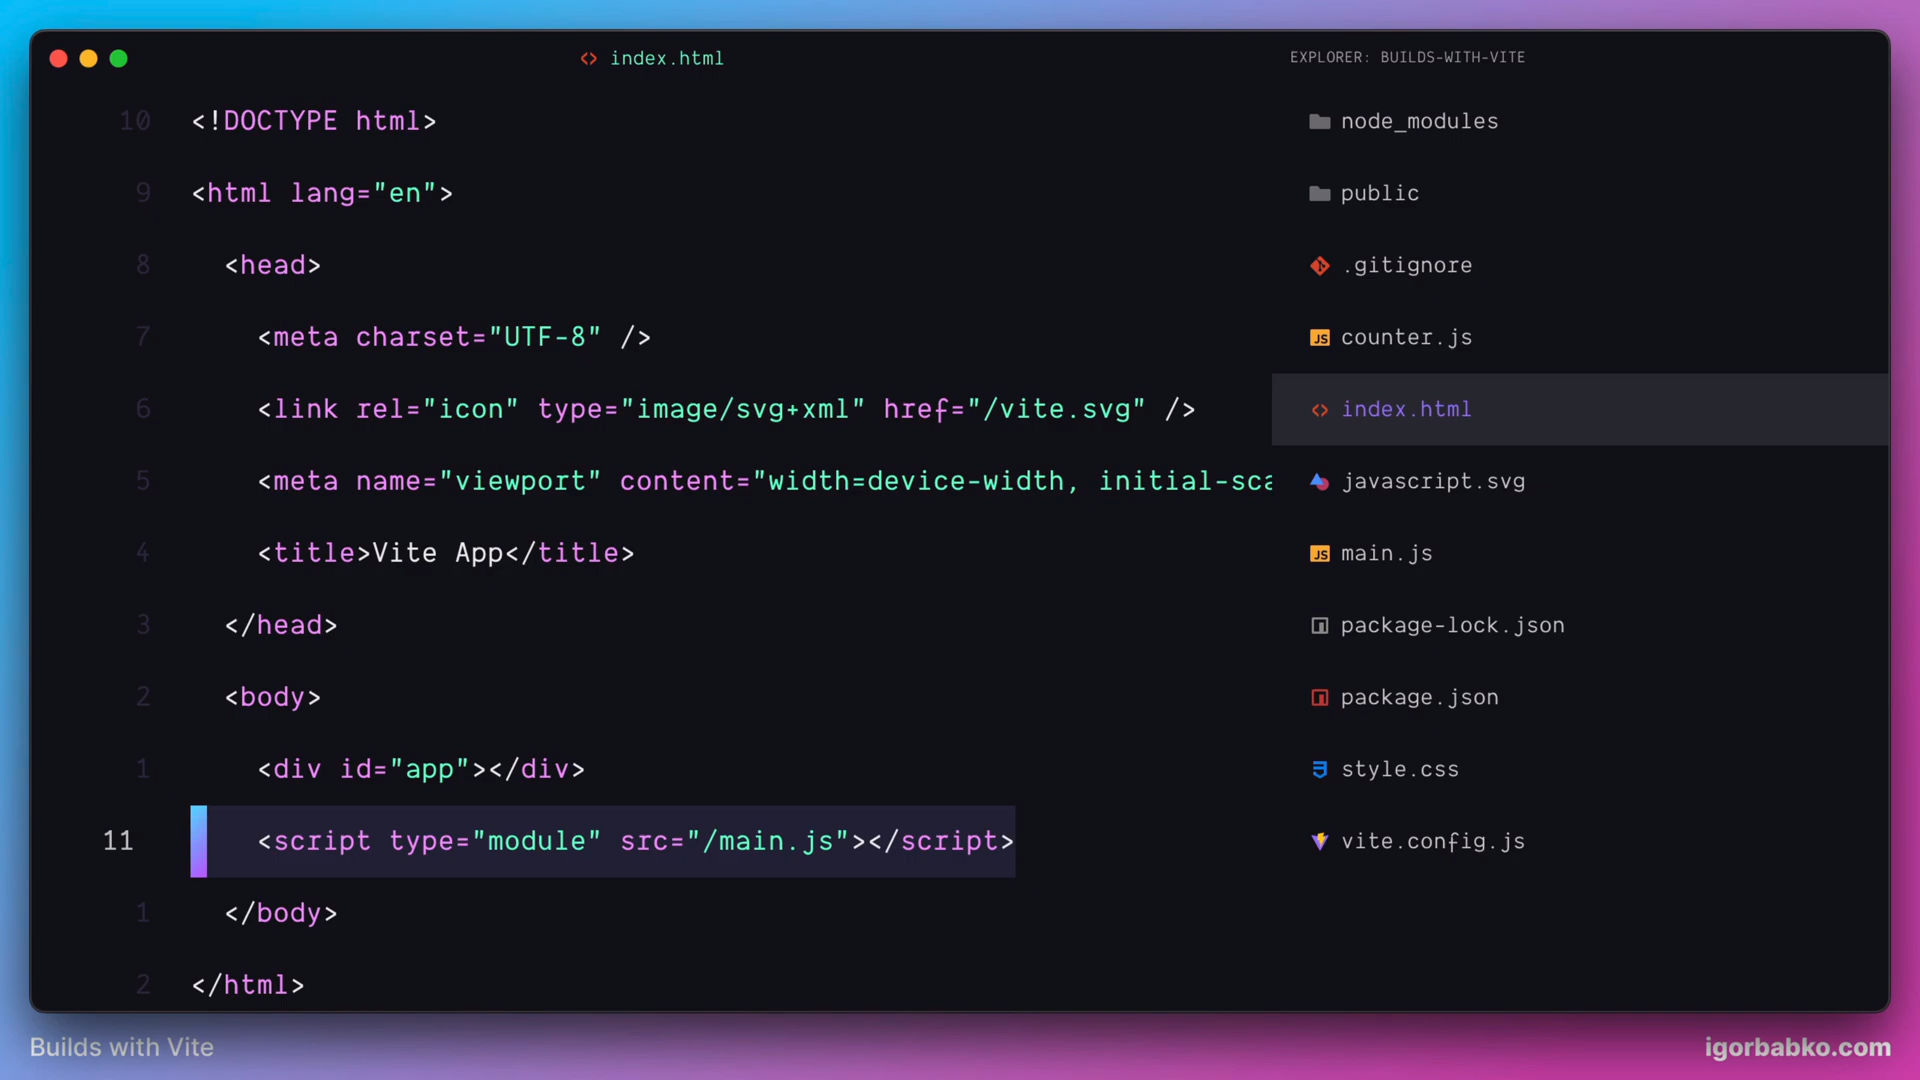 index.html
10 <!DOCTYPE html>
9 <html lang="en">
8 <head>
7 <meta charset="UTF-8" />
6 <link rel="icon" type="image/svg+xml" href="/vite.svg" />
5 <meta name="viewport" content="width=device-width, initial-sca
4 <title>Vite App</title>
3 </head>
2 <body>
1 <div id="app"></div>
11 <script type="module" src="/main.js"></script>
1 </body>
2 </html>
EXPLORER: BUILDS-WITH-VITE
node_modules
public
.gitignore
JS counter.js
index.html
javascript.svg
JS main.js
package-lock.json
package.json
style.css
vite.config.js
Builds with Vite
igorbabko.com